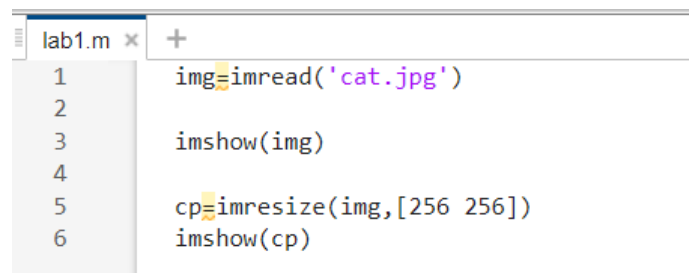 lab1.m × +
1 img=imread('cat.jpg')
2
3 imshow(img)
4
5 cp=imresize(img,[256 256])
6 imshow(cp)